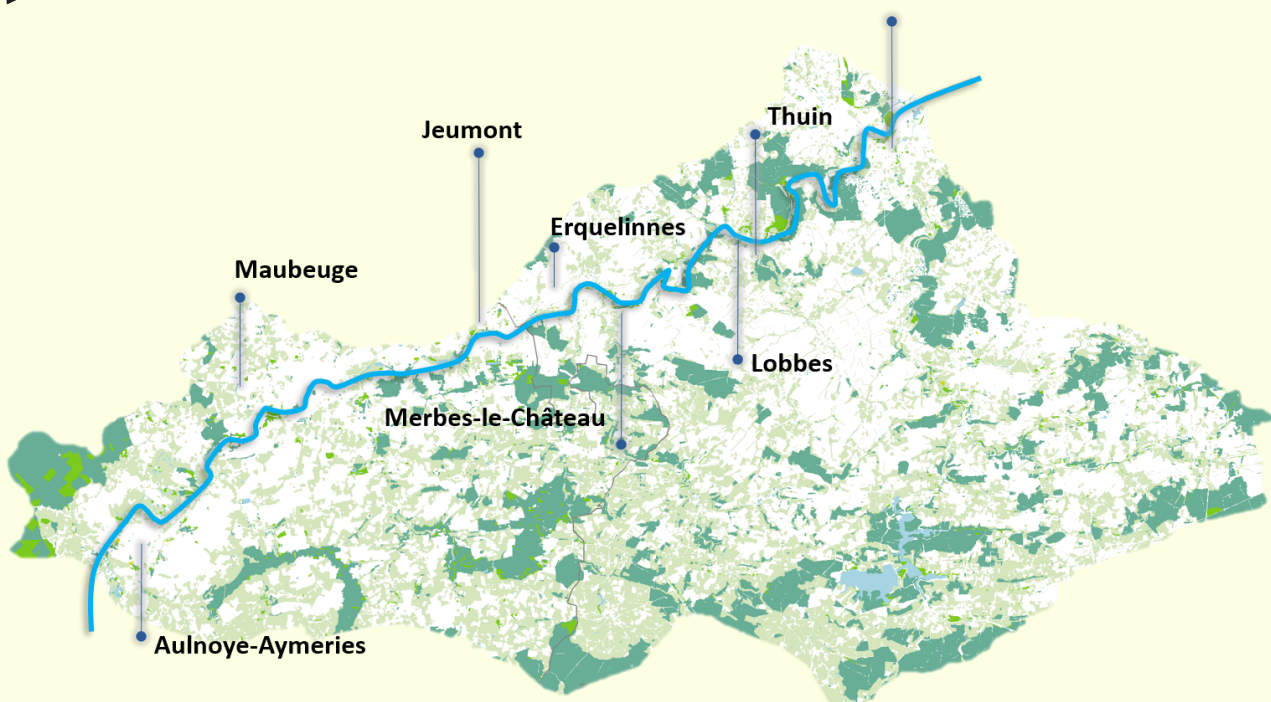 Thuin
Jeumont
Erquelinnes
Maubeuge
Lobbes
Merbes-le-Château
Aulnoye-Aymeries